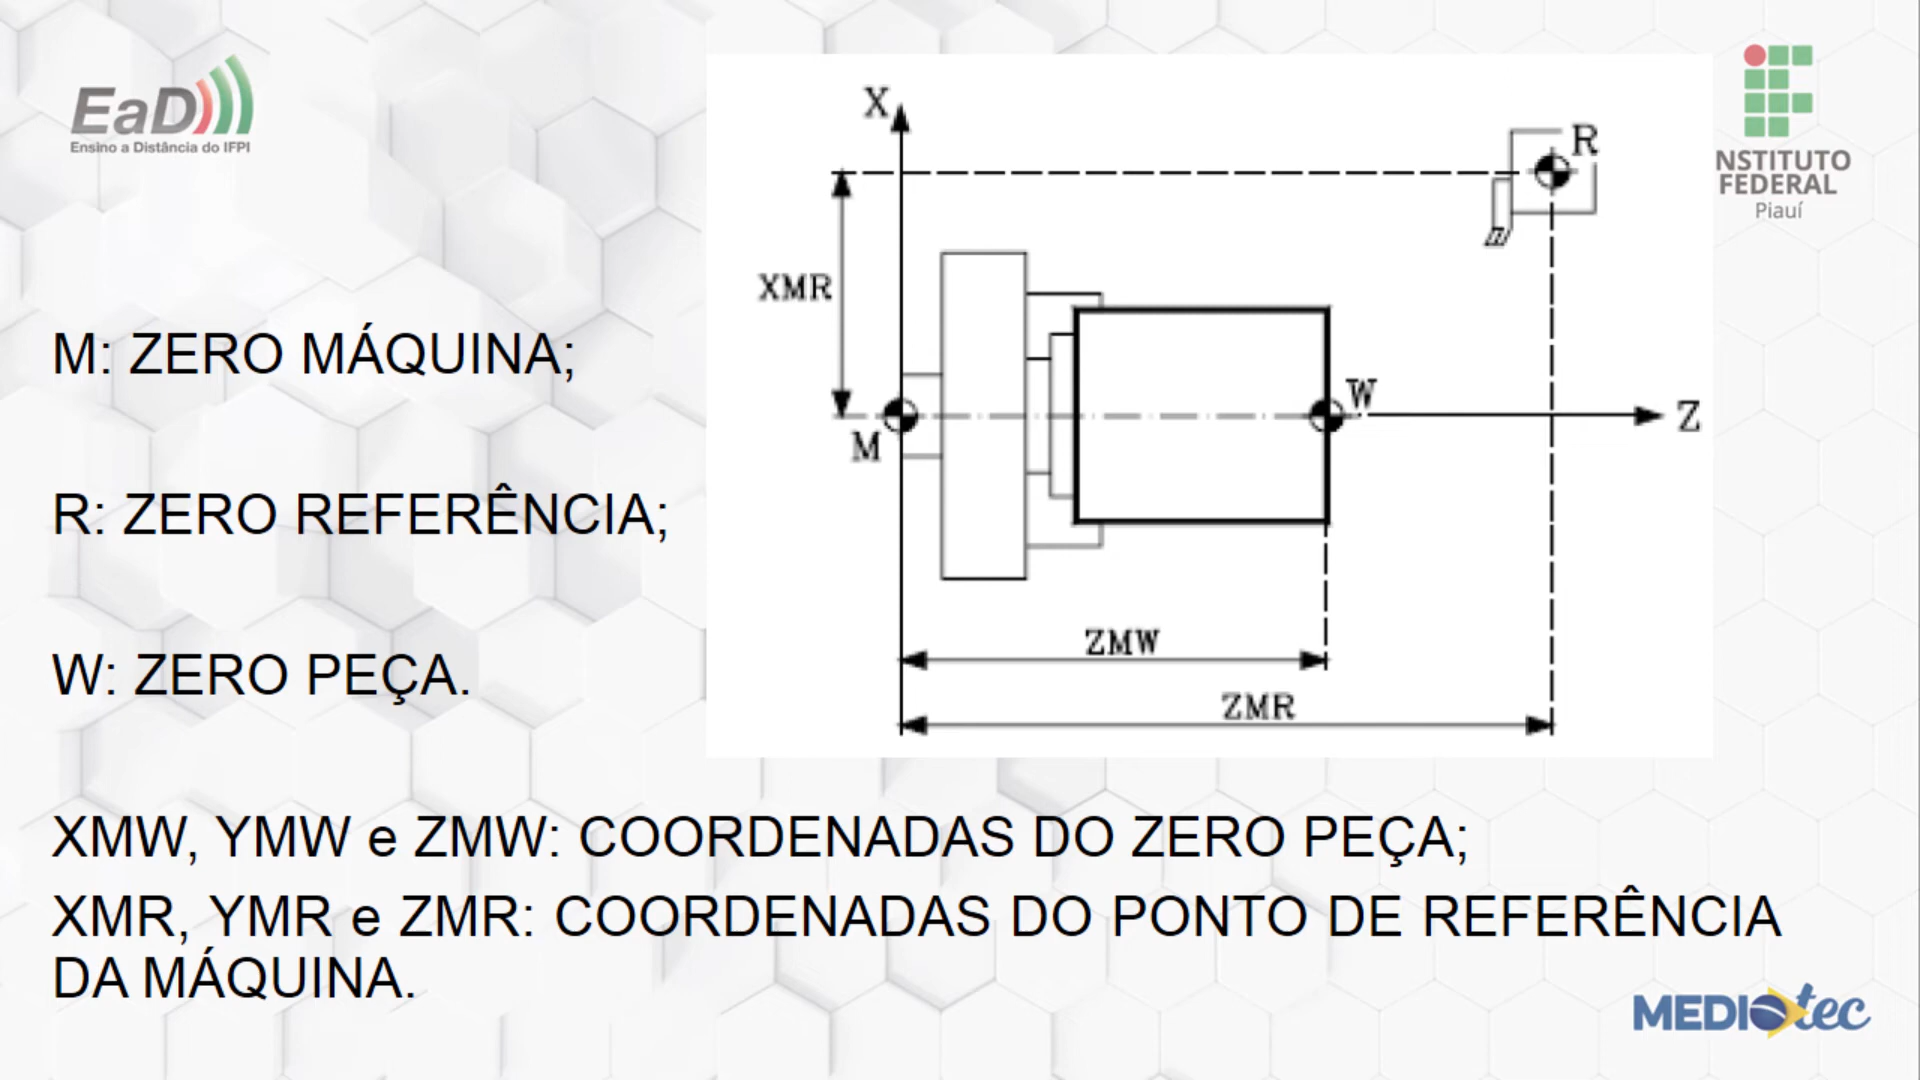 EaD
Ensino a Distância do IFPI
NSTITUTO
FEDERAL
Piauí
M: ZERO MÁQUINA;
R: ZERO REFERÊNCIA;
W: ZERO PEÇA.
X
R
XMR
W
Z
M
ZMW
ZMR
XMW, YMW e ZMW: COORDENADAS DO ZERO PEÇA;
XMR, YMR e ZMR: COORDENADAS DO PONTO DE REFERÊNCIA
DA MÁQUINA.
MEDIOtec